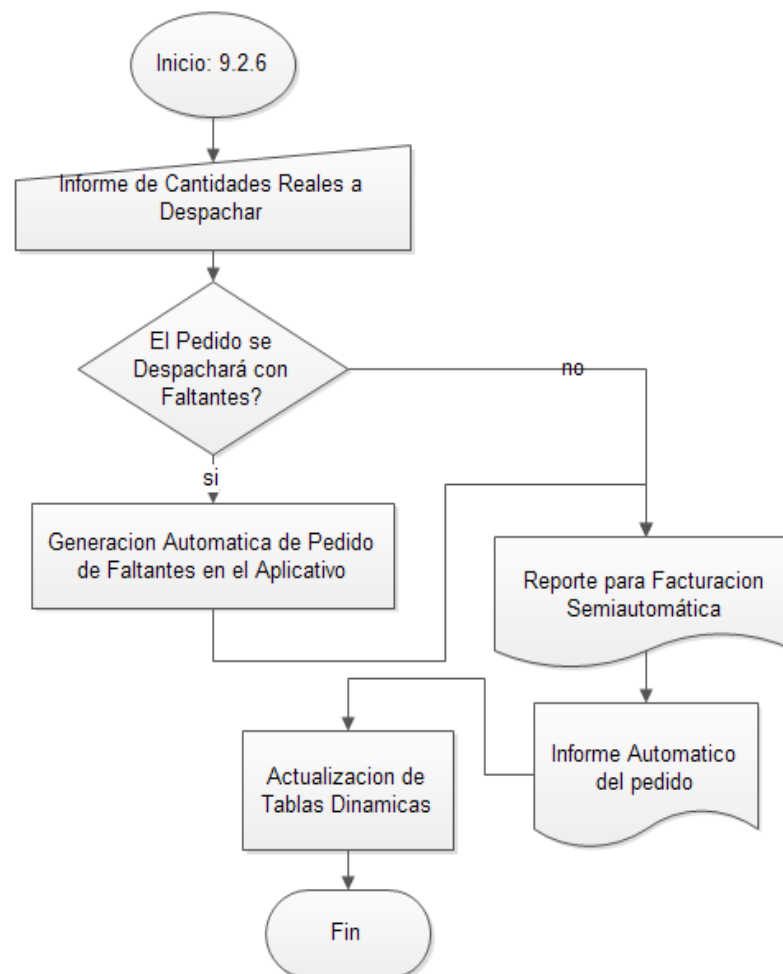 Inicio: 9.2.6
Informe de Cantidades Reales a
Despachar
El Pedido se
Despachará con
Faltantes?
no
si
Generacion Automatica de Pedido
de Faltantes en el Aplicativo
Reporte para Facturacion
Semiautomática
Informe Automatico
del pedido
Actualizacion de
Tablas Dinamicas
Fin